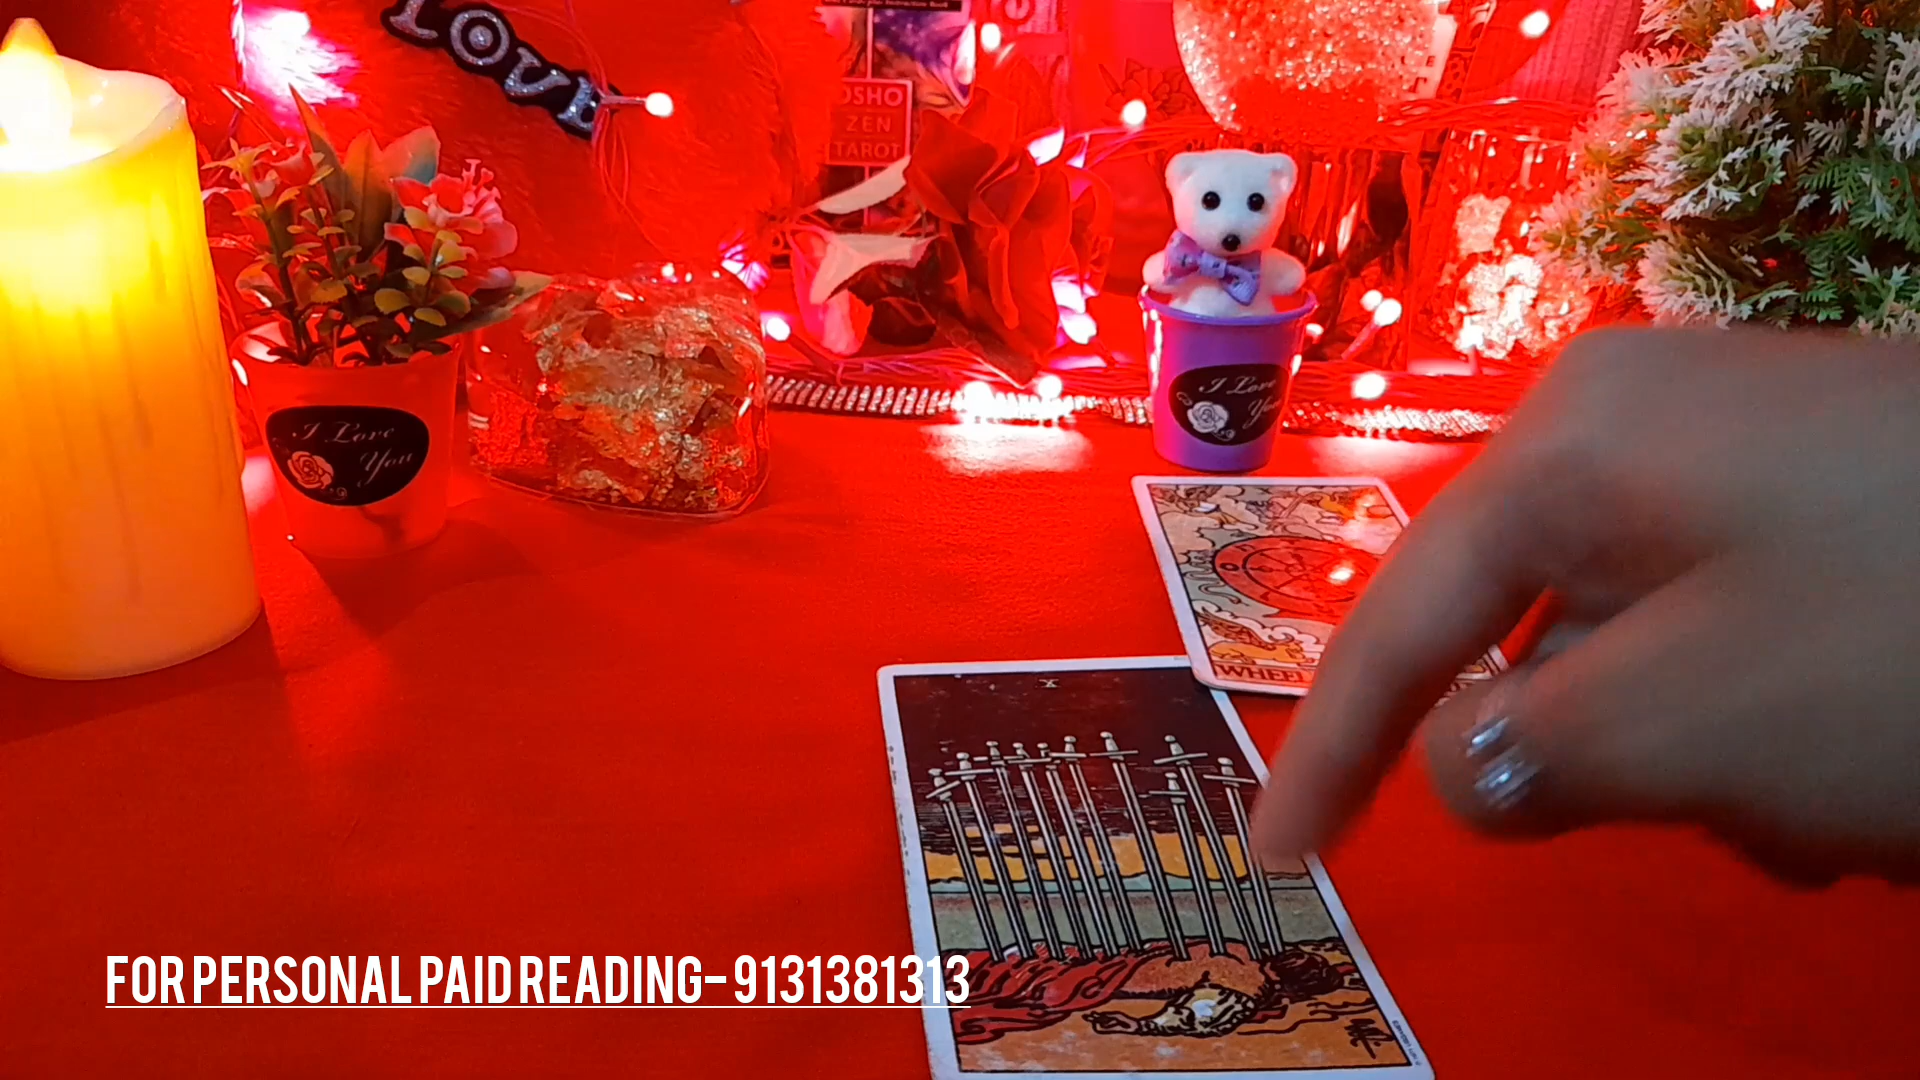 LOVE
OSHO
ZEN
TAROT
I Love
You
I Love
You
WHEEL
X
FOR PERSONAL PAID READING- 9131381313